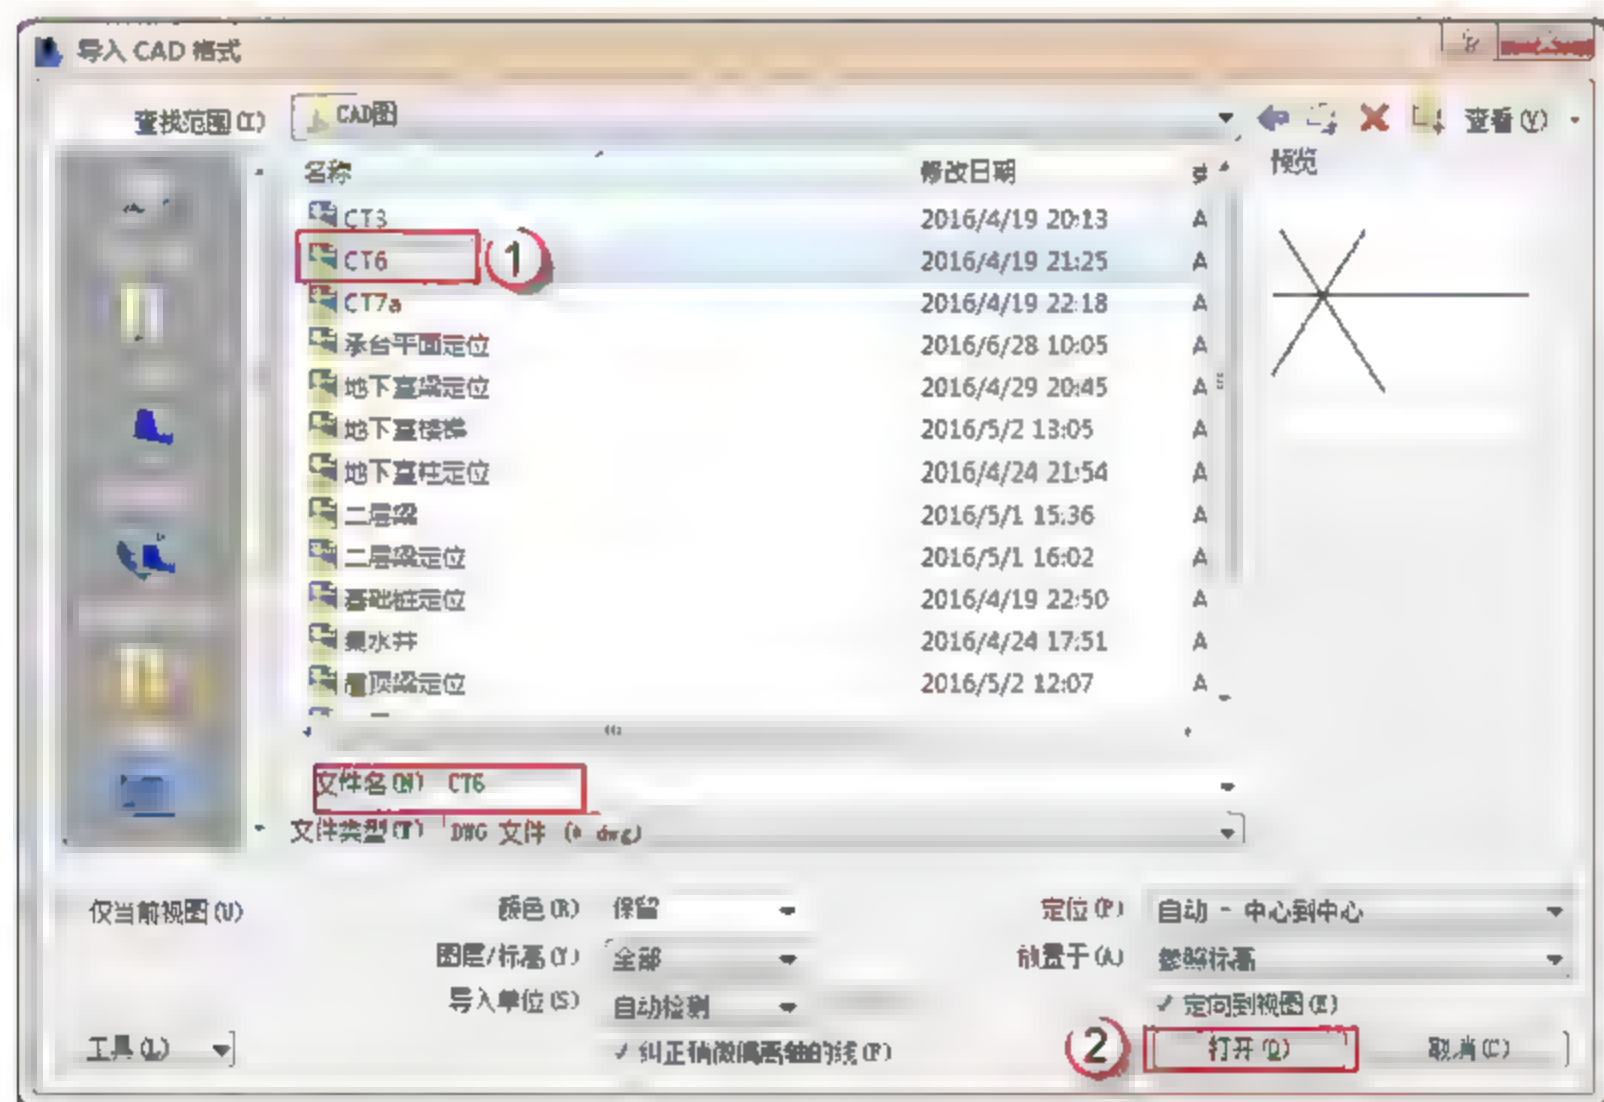 导入 CAD 格式
查找范围(I) CAD图 查看(V)
名称 修改日期 预览
CT3 2016/4/19 20:13 A
CT6 2016/4/19 21:25 A
1
CT7a 2016/4/19 22:18 A
承台平面定位 2016/6/28 10:05 A
地下室梁定位 2016/4/29 20:45 A
地下室楼梯 2016/5/2 13:05 A
地下室柱定位 2016/4/24 21:54 A
二层梁 2016/5/1 15:36 A
二层梁定位 2016/5/1 16:02 A
基础桩定位 2016/4/19 22:50 A
集水井 2016/4/24 17:51 A
屋顶梁定位 2016/5/2 12:07 A
文件名(N) CT6
文件类型(T) DWG 文件 (*.dwg)
仅当前视图(U) 颜色(R) 保留 定位(P) 自动 - 中心到中心
图层/标高(Y) 全部 放置于(A) 参照标高
导入单位(S) 自动检测 定向到视图(E)
工具(L) 纠正稍微偏离轴的线(F) 2 打开(O) 取消(C)